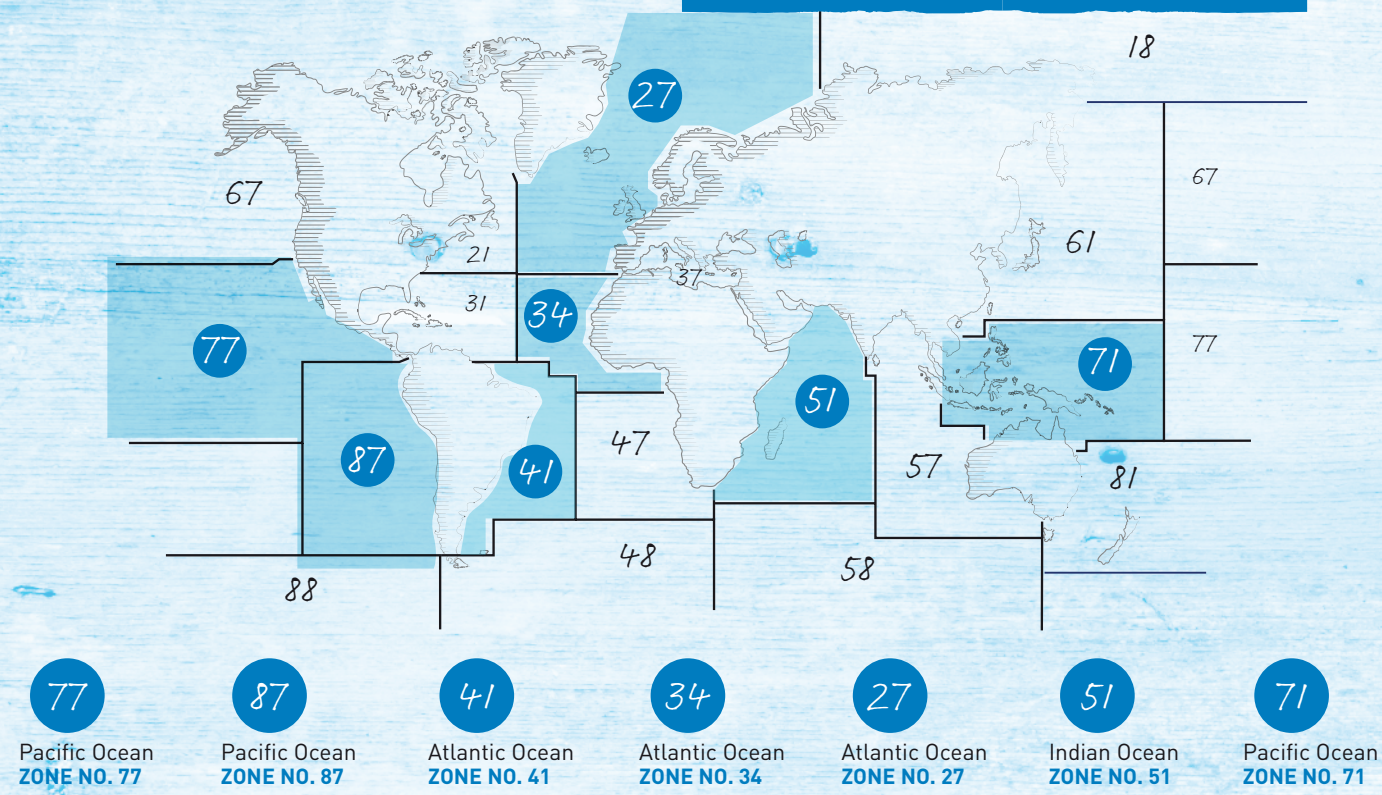 18
27
67
67
61
21
37
31
34
77
77
71
51
47
87
41
57
81
48
58
88
77
Pacific Ocean
ZONE NO. 77
87
Pacific Ocean
ZONE NO. 87
41
Atlantic Ocean
ZONE NO. 41
34
Atlantic Ocean
ZONE NO. 34
27
Atlantic Ocean
ZONE NO. 27
51
Indian Ocean
ZONE NO. 51
71
Pacific Ocean
ZONE NO. 71